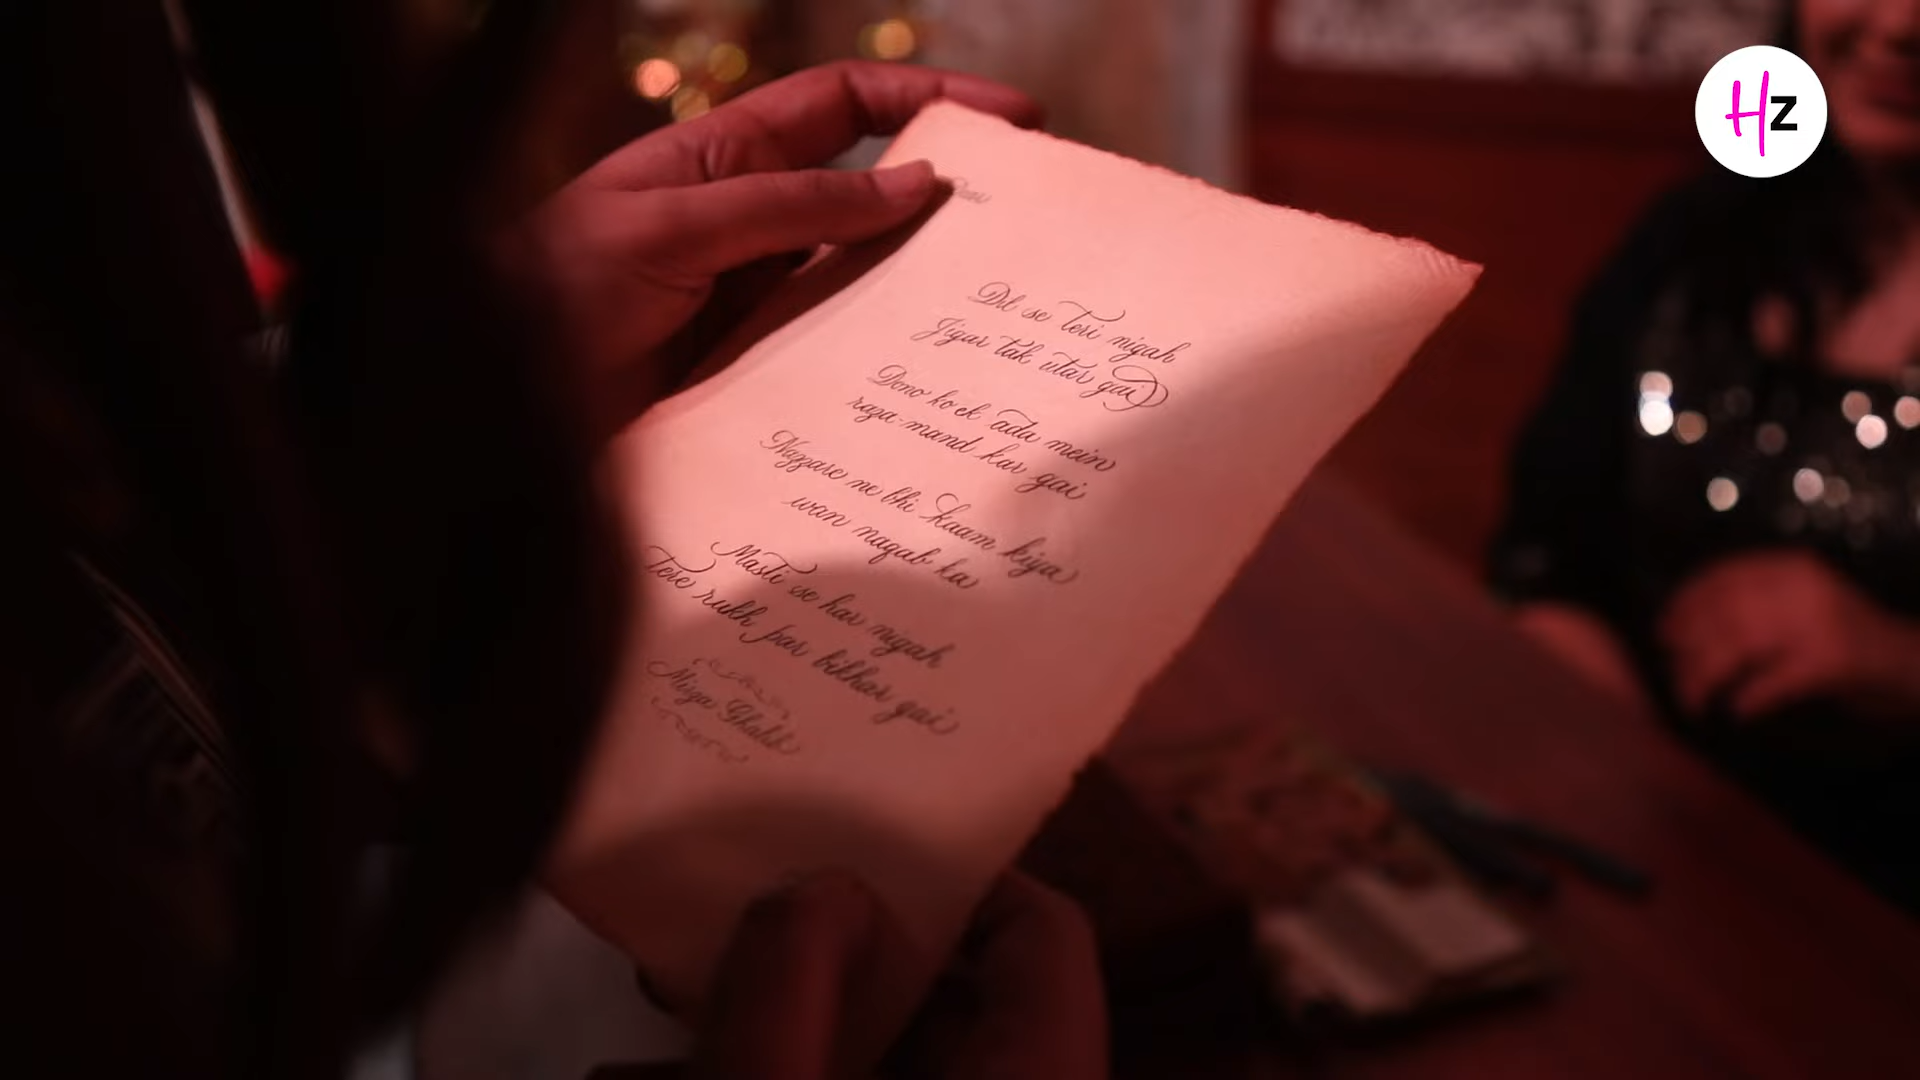 Dear
Dil se teri nigah
Jigar tak utar gai
Dono ko ek ada mein
raza-mand kar gai
Nazzare ne bhi kaam kiya
wan naqab ka
Masti se har nigah
Tere rukh par bikhar gai
Mirza Ghalib
HZ